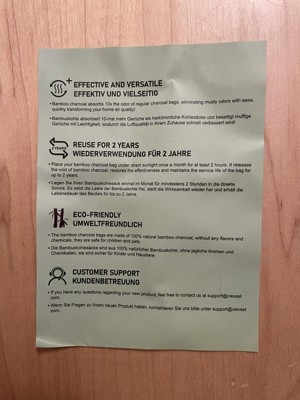 EFFECTIVE AND VERSATILE
EFFEKTIV UND VIELSEITIG
• Bamboo charcoal absorbs 10x the odor of regular charcoal bags, eliminating musty odors with ease,
quickly transforming your home air quality!
• Bambuskohle absorbiert 10-mal mehr Gerüche als herkömmliche Kohlesäcke und beseitigt muffige
Gerüche mit Leichtigkeit, wodurch die Luftqualität in Ihrem Zuhause schnell verbessert wird!
2 YEARS
REUSE FOR 2 YEARS
WIEDERVERWENDUNG FÜR 2 JAHRE
• Place your bamboo charcoal bag under direct sunlight once a month for at least 2 hours. It releases
the void of bamboo charcoal, restores the effectiveness and maintains the service life of the bag for
up to 2 years.
• Legen Sie Ihren Bambuskohlesack einmal im Monat für mindestens 2 Stunden in die direkte
Sonne. Es setzt die Leere der Bambuskohle frei, stellt die Wirksamkeit wieder her und erhält die
Lebensdauer des Beutels für bis zu 2 Jahre.
ECO-FRIENDLY
UMWELTFREUNDLICH
• The bamboo charcoal bags are made of 100% natural bamboo charcoal, without any flavors and
chemicals, they are safe for children and pets.
• Die Bambuskohlesäcke sind aus 100% natürlicher Bambuskohle, ohne jegliche Aromen und
Chemikalien, sie sind sicher für Kinder und Haustiere.
CUSTOMER SUPPORT
KUNDENBETREUUNG
• If you have any questions regarding your new product, feel free to contact us at support@clevast
.com.
• Wenn Sie Fragen zu Ihrem neuen Produkt haben, kontaktieren Sie uns bitte unter support@clevast
.com.